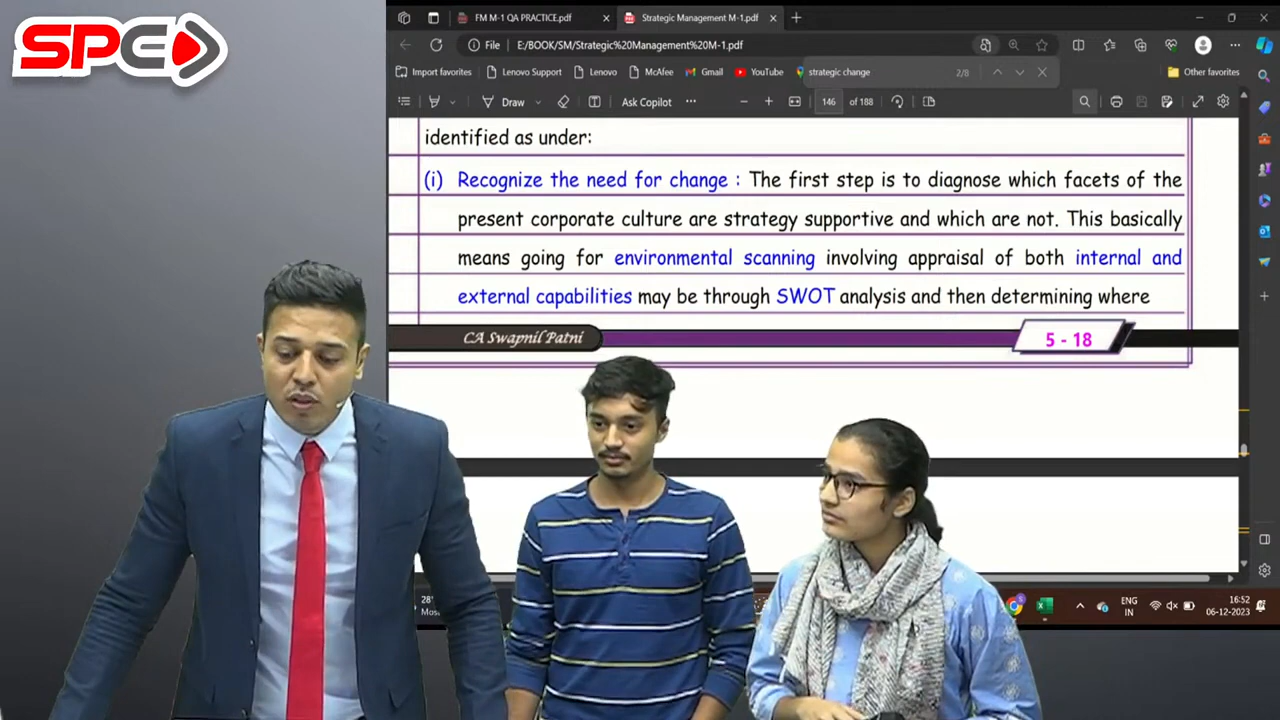 SPC
FM M-1 QA PRACTICE.pdf
Strategic Management M-1.pdf
File
E:/BOOK/SM/Strategic%20Management%20M-1.pdf
Import favorites
Lenovo Support
Lenovo
McAfee
Gmail
YouTube
strategic change
2/8
Other favorites
Draw
Ask Copilot
146
of 188
identified as under:
(i) Recognize the need for change : The first step is to diagnose which facets of the
present corporate culture are strategy supportive and which are not. This basically
means going for environmental scanning involving appraisal of both internal and
external capabilities may be through SWOT analysis and then determining where
CA Swapnil Patni
5 - 18
28°
ENG
IN
16:52
06-12-2023